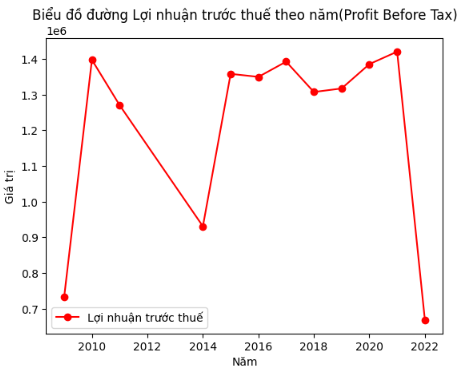 Biểu đồ đường Lợi nhuận trước thuế theo năm(Profit Before Tax)
1e6
1.4
1.3
1.2
1.1
1.0
0.9
0.8
0.7
Giá trị
Lợi nhuận trước thuế
2010 2012 2014 2016 2018 2020 2022
Năm